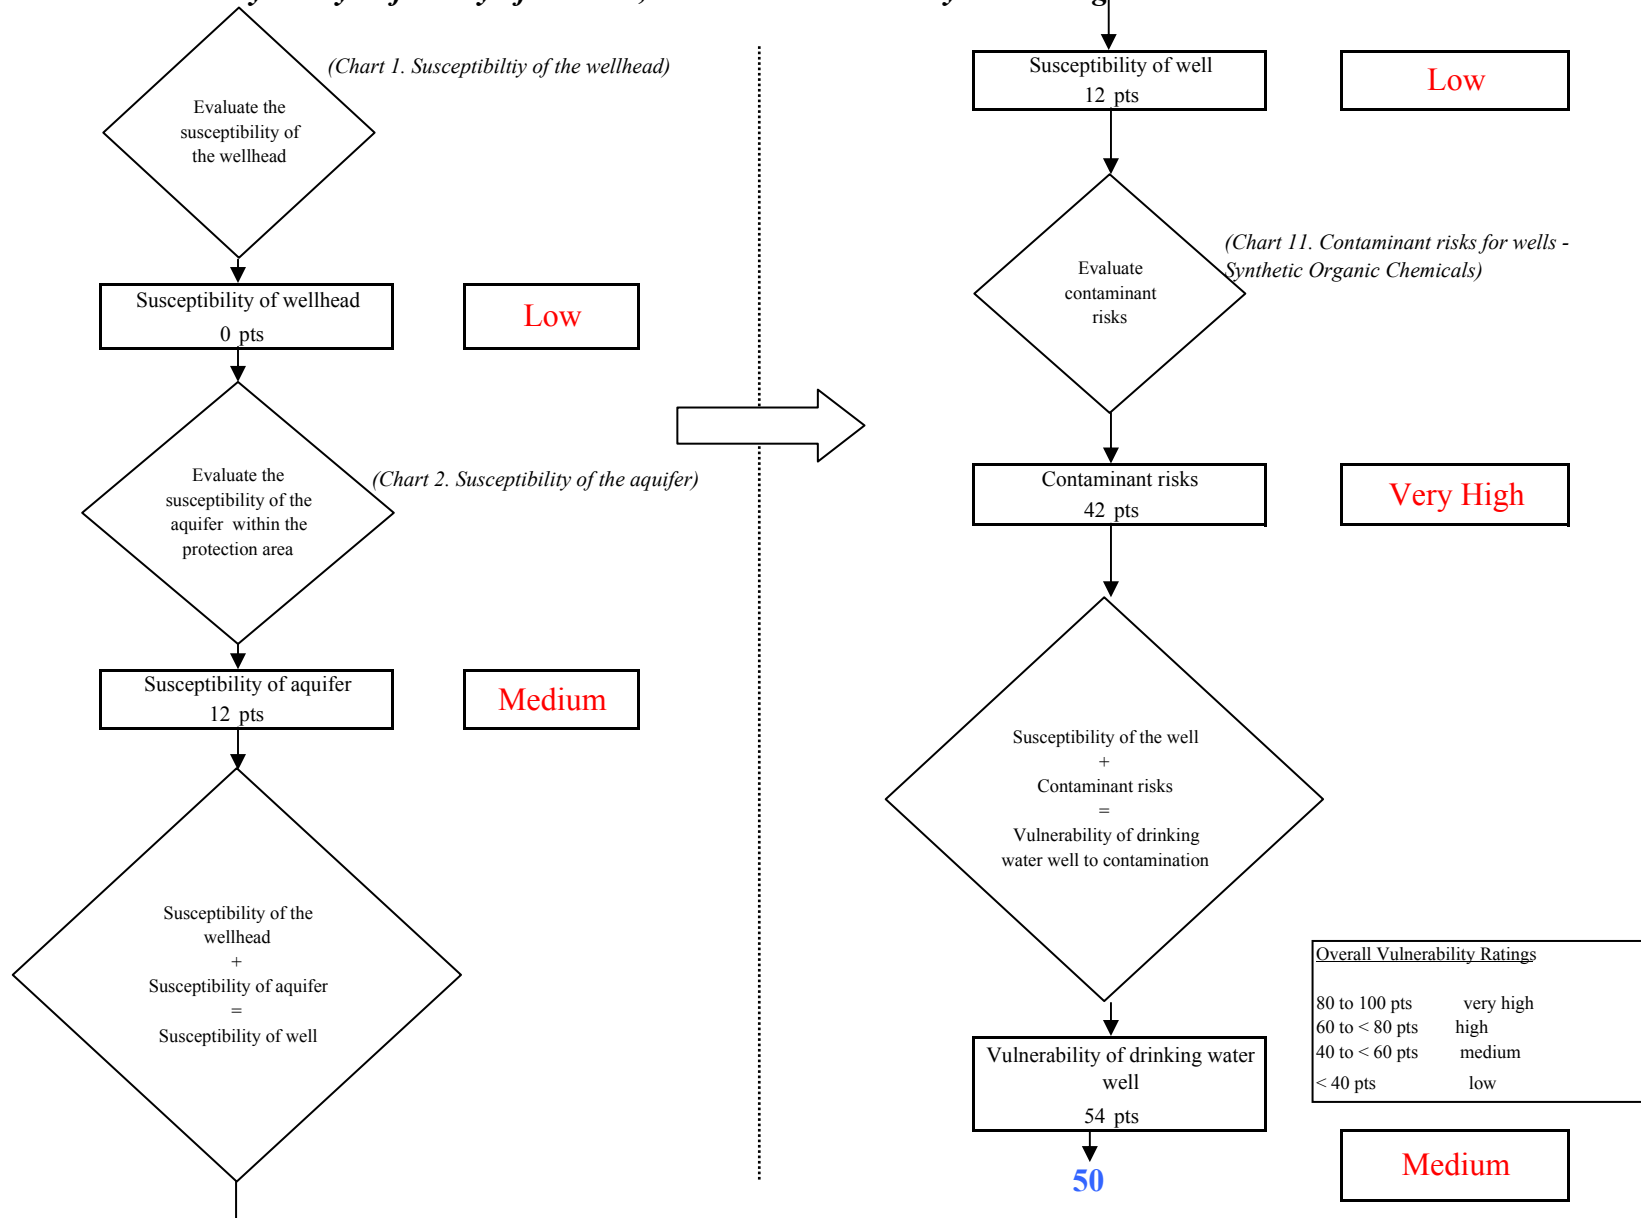 (Chart 1. Susceptibiltiy of the wellhead)
Evaluate the
susceptibility of
the wellhead
Susceptibility of wellhead
0 pts
Low
Evaluate the
susceptibility of the
aquifer within the
protection area
(Chart 2. Susceptibility of the aquifer)
Susceptibility of aquifer
12 pts
Medium
Susceptibility of the
wellhead
+
Susceptibility of aquifer
=
Susceptibility of well
Susceptibility of well
12 pts
Low
(Chart 11. Contaminant risks for wells -
Synthetic Organic Chemicals)
Evaluate
contaminant
risks
Contaminant risks
42 pts
Very High
Susceptibility of the well
+
Contaminant risks
=
Vulnerability of drinking
water well to contamination
Overall Vulnerability Ratings
80 to 100 pts very high
60 to < 80 pts high
40 to < 60 pts medium
< 40 pts low
Vulnerability of drinking water
well
54 pts
50
Medium